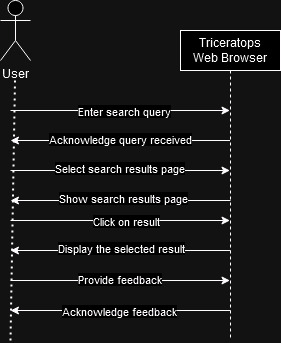 User
Triceratops
Web Browser
Enter search query
Acknowledge query received
Select search results page
Show search results page
Click on result
Display the selected result
Provide feedback
Acknowledge feedback